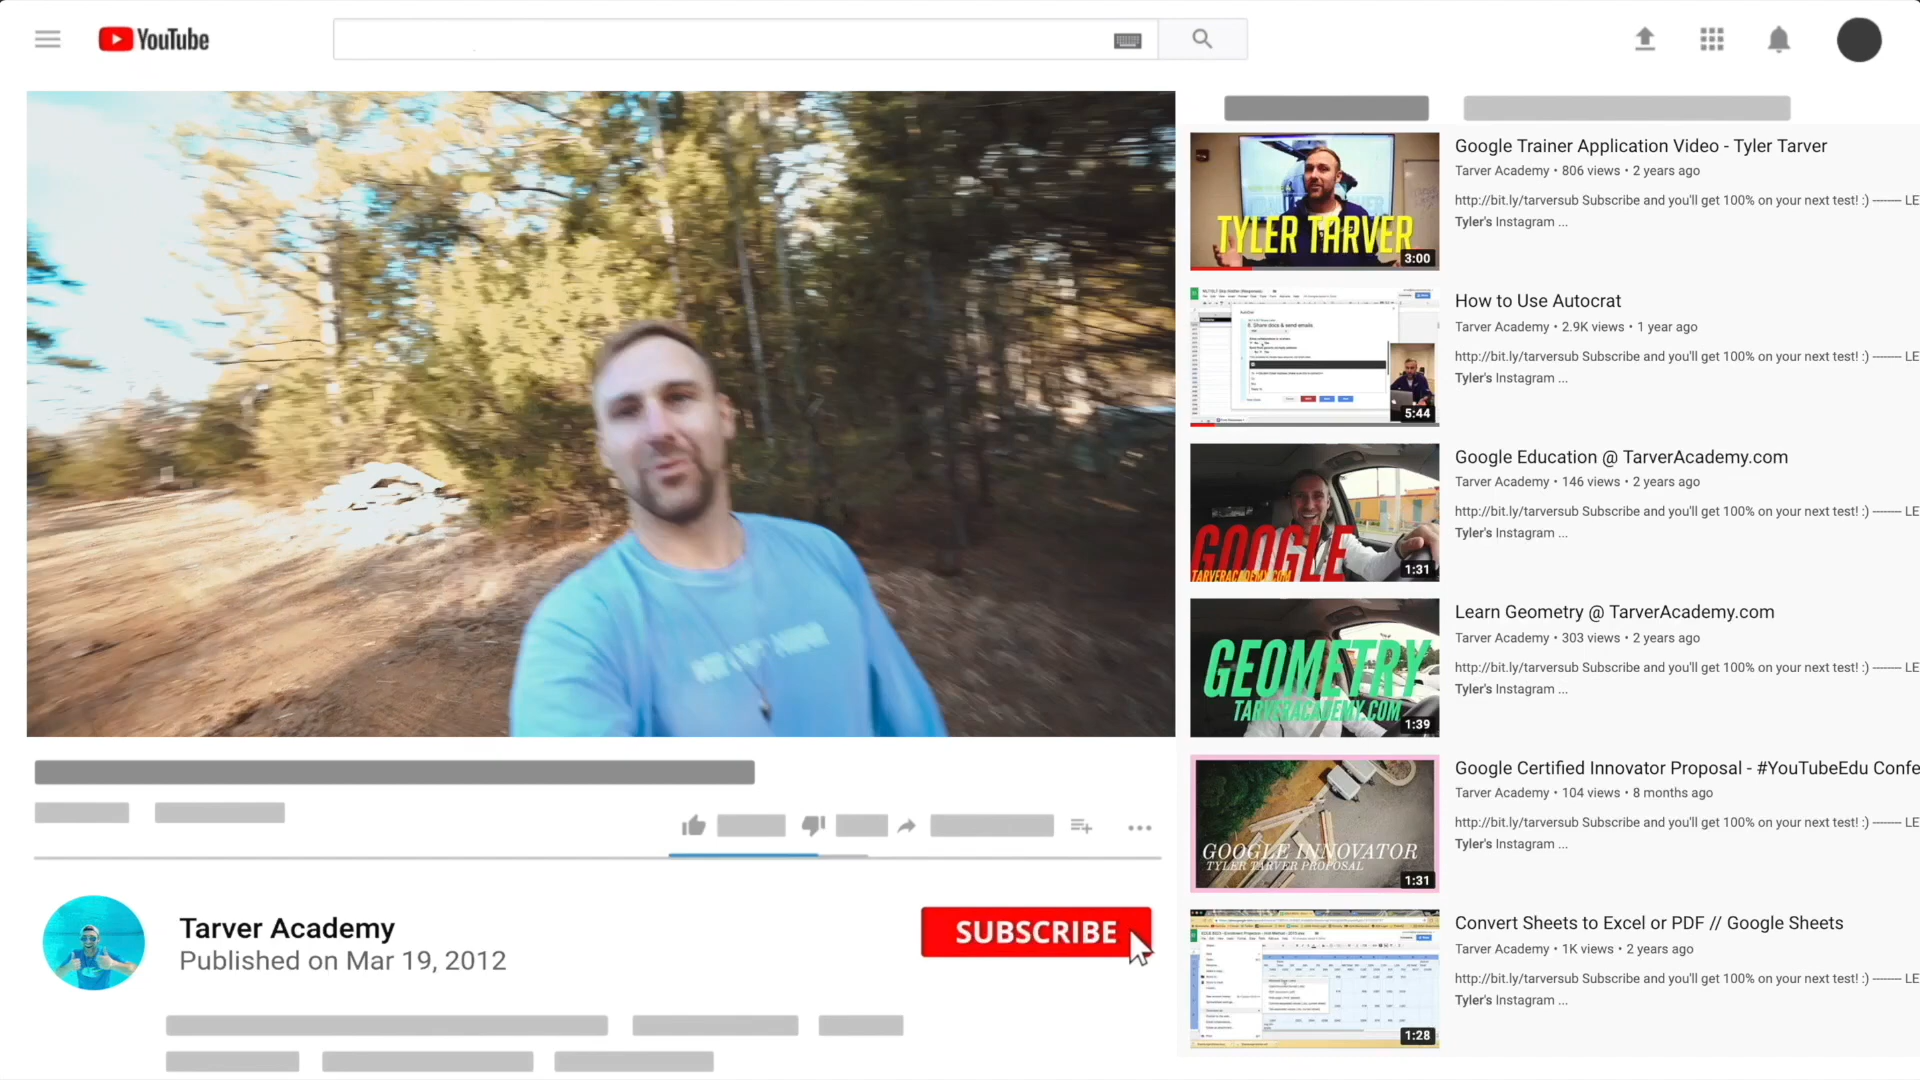 YouTube
Google Trainer Application Video - Tyler Tarver
Tarver Academy • 806 views • 2 years ago
http://bit.ly/tarversub Subscribe and you'll get 100% on your next test! :) -------- LE
Tyler's Instagram ...
TYLER TARVER
3:00
How to Use Autocrat
Tarver Academy • 2.9K views • 1 year ago
http://bit.ly/tarversub Subscribe and you'll get 100% on your next test! :) -------- LE
Tyler's Instagram ...
8. Share docs & send emails
5:44
Google Education @ TarverAcademy.com
Tarver Academy • 146 views • 2 years ago
http://bit.ly/tarversub Subscribe and you'll get 100% on your next test! :) -------- LE
Tyler's Instagram ...
GOOGLE
TARVERACADEMY.COM
1:31
Learn Geometry @ TarverAcademy.com
Tarver Academy • 303 views • 2 years ago
http://bit.ly/tarversub Subscribe and you'll get 100% on your next test! :) -------- LE
Tyler's Instagram ...
GEOMETRY
TARVERACADEMY.COM
1:39
Google Certified Innovator Proposal - #YouTubeEdu Confe
Tarver Academy • 104 views • 8 months ago
http://bit.ly/tarversub Subscribe and you'll get 100% on your next test! :) -------- LE
Tyler's Instagram ...
GOOGLE INNOVATOR
TYLER TARVER PROPOSAL
1:31
Convert Sheets to Excel or PDF // Google Sheets
Tarver Academy • 1K views • 2 years ago
http://bit.ly/tarversub Subscribe and you'll get 100% on your next test! :) -------- LE
Tyler's Instagram ...
1:28
Tarver Academy
Published on Mar 19, 2012
SUBSCRIBE